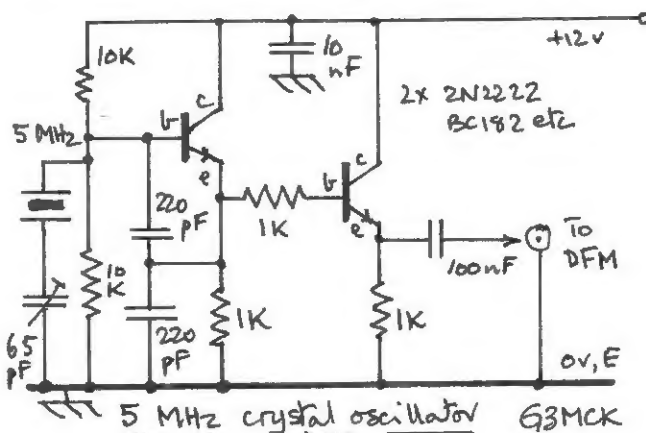 10K
10
nF
+12v
2x 2N2222
BC182 etc
5 MHz
b
c
e
220
pF
1K
b
c
e
100nF
To
DFM
10
K
65
pF
220
pF
1K
1K
0v, E
5 MHz crystal oscillator G3MCK